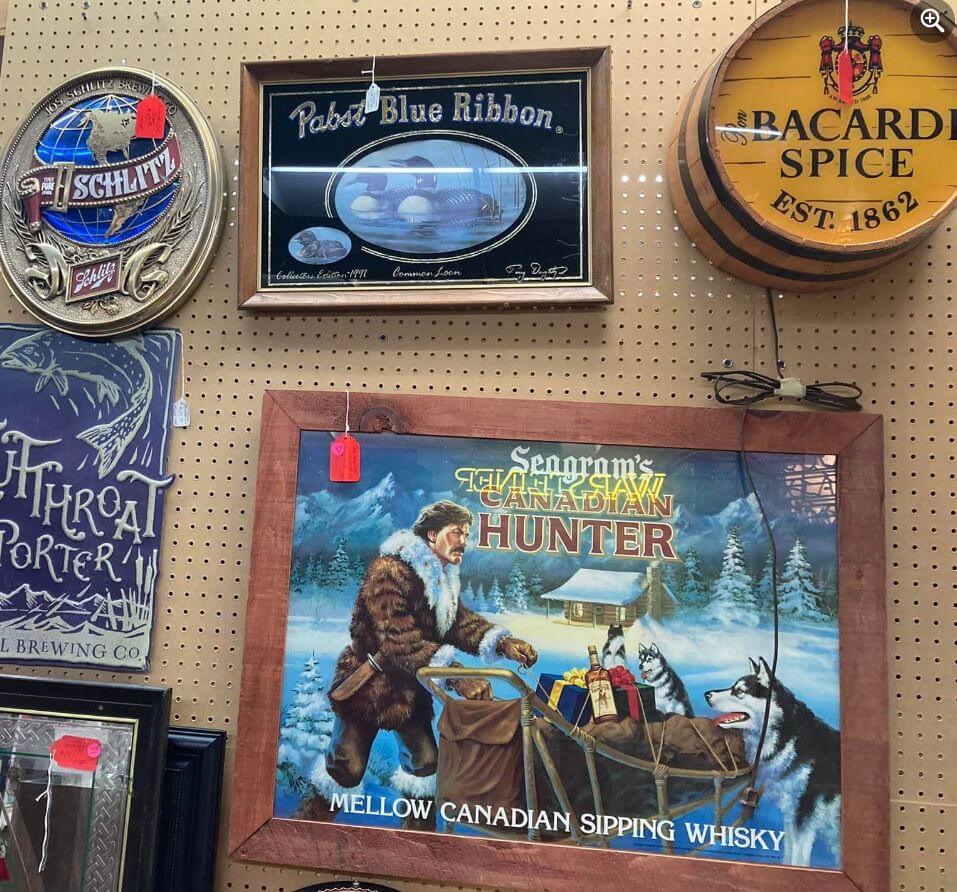 JOS. SCHLITZ BREWING CO
SCHLITZ
Schlitz
Pabst Blue Ribbon®
Collectors Edition 1991
Common Loon
BACARDI
SPICE
EST. 1862
THROAT
PORTER
BREWING CO.
Seagram's
CANADIAN
HUNTER
MELLOW CANADIAN SIPPING WHISKY